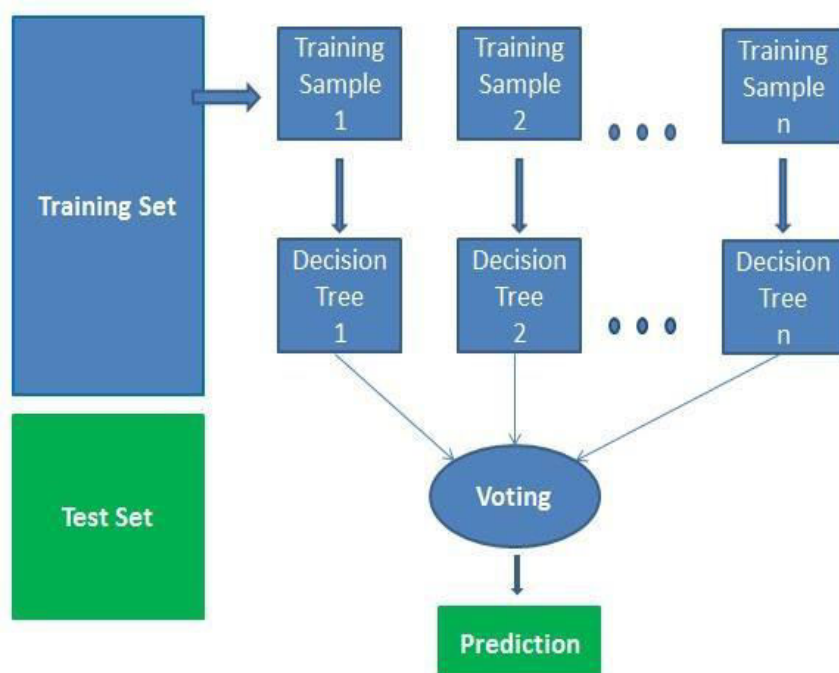 Training Set
Training
Sample
1
Training
Sample
2
Training
Sample
n
Decision
Tree
1
Decision
Tree
2
Decision
Tree
n
Test Set
Voting
Prediction